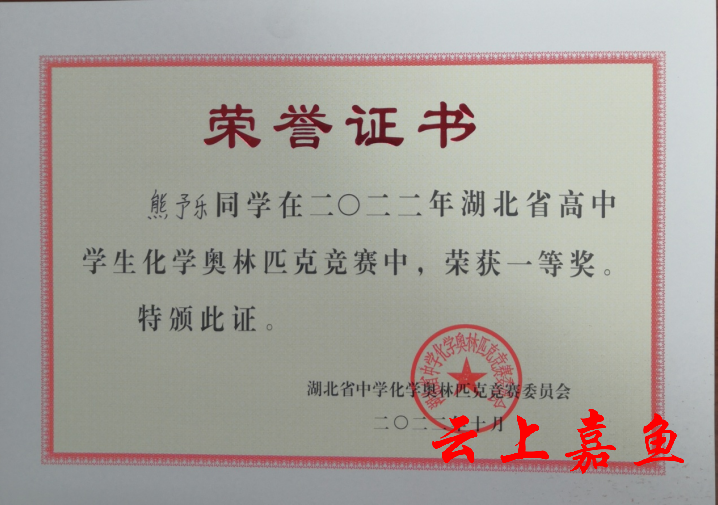 荣誉证书
熊予乐同学在二〇二二年湖北省高中
学生化学奥林匹克竞赛中，荣获一等奖。
特颁此证。
湖北省中学化学奥林匹克竞赛委员会
二〇二二年十月
云上嘉鱼